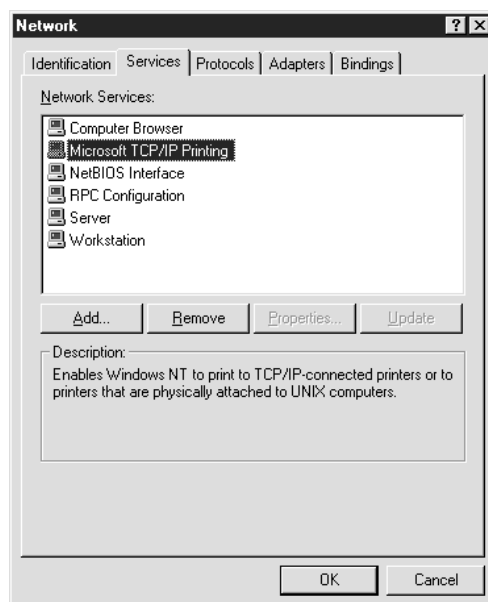 Network
Identification Services Protocols Adapters Bindings
Network Services:
Computer Browser
Microsoft TCP/IP Printing
NetBIOS Interface
RPC Configuration
Server
Workstation
Add... Remove Properties... Update
Description:
Enables Windows NT to print to TCP/IP-connected printers or to
printers that are physically attached to UNIX computers.
OK Cancel